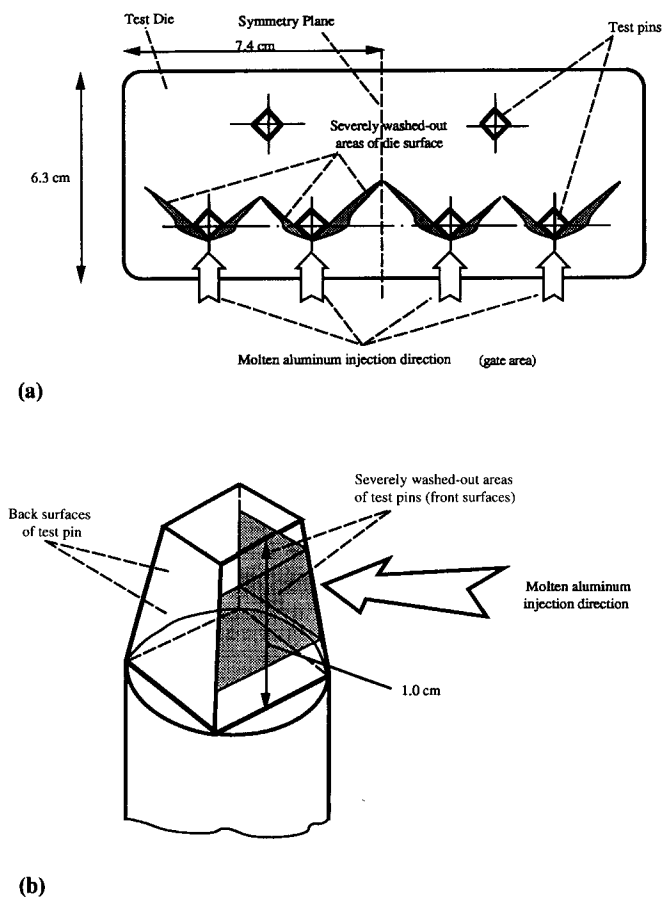 Test Die
Symmetry Plane
Test pins
7.4 cm
Severely washed-out
areas of die surface
6.3 cm
Molten aluminum injection direction (gate area)
(a)
Severely washed-out areas
of test pins (front surfaces)
Back surfaces
of test pin
Molten aluminum
injection direction
1.0 cm
(b)